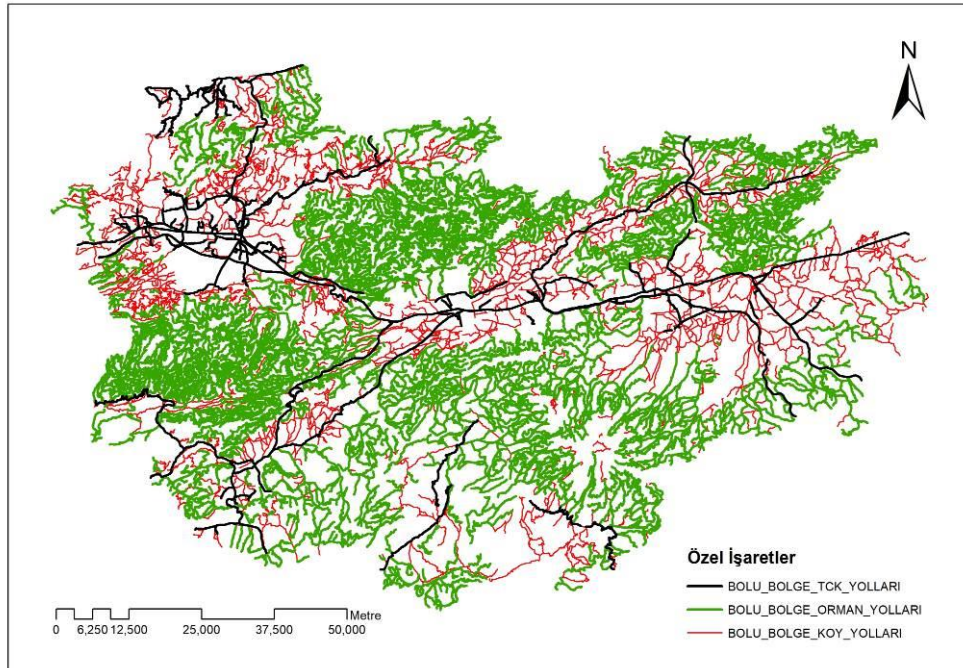 N
Özel İşaretler
BOLU_BOLGE_TCK_YOLLARI
BOLU_BOLGE_ORMAN_YOLLARI
BOLU_BOLGE_KOY_YOLLARI
Metre
0 6,250 12,500 25,000 37,500 50,000